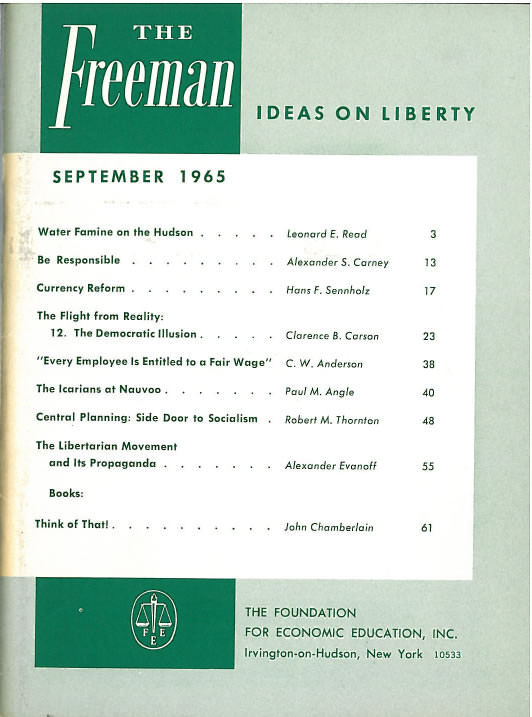 THE
Freeman
IDEAS ON LIBERTY
SEPTEMBER 1965
Water Famine on the Hudson . . . . . Leonard E. Read 3
Be Responsible . . . . . . . . . Alexander S. Carney 13
Currency Reform . . . . . . . . . Hans F. Sennholz 17
The Flight from Reality:
12. The Democratic Illusion . . . . . Clarence B. Carson 23
"Every Employee Is Entitled to a Fair Wage" C. W. Anderson 38
The Icarians at Nauvoo . . . . . . . Paul M. Angle 40
Central Planning: Side Door to Socialism . Robert M. Thornton 48
The Libertarian Movement
and Its Propaganda . . . . . . . Alexander Evanoff 55
Books:
Think of That! . . . . . . . . . . John Chamberlain 61
F E E
THE FOUNDATION
FOR ECONOMIC EDUCATION, INC.
Irvington-on-Hudson, New York 10533